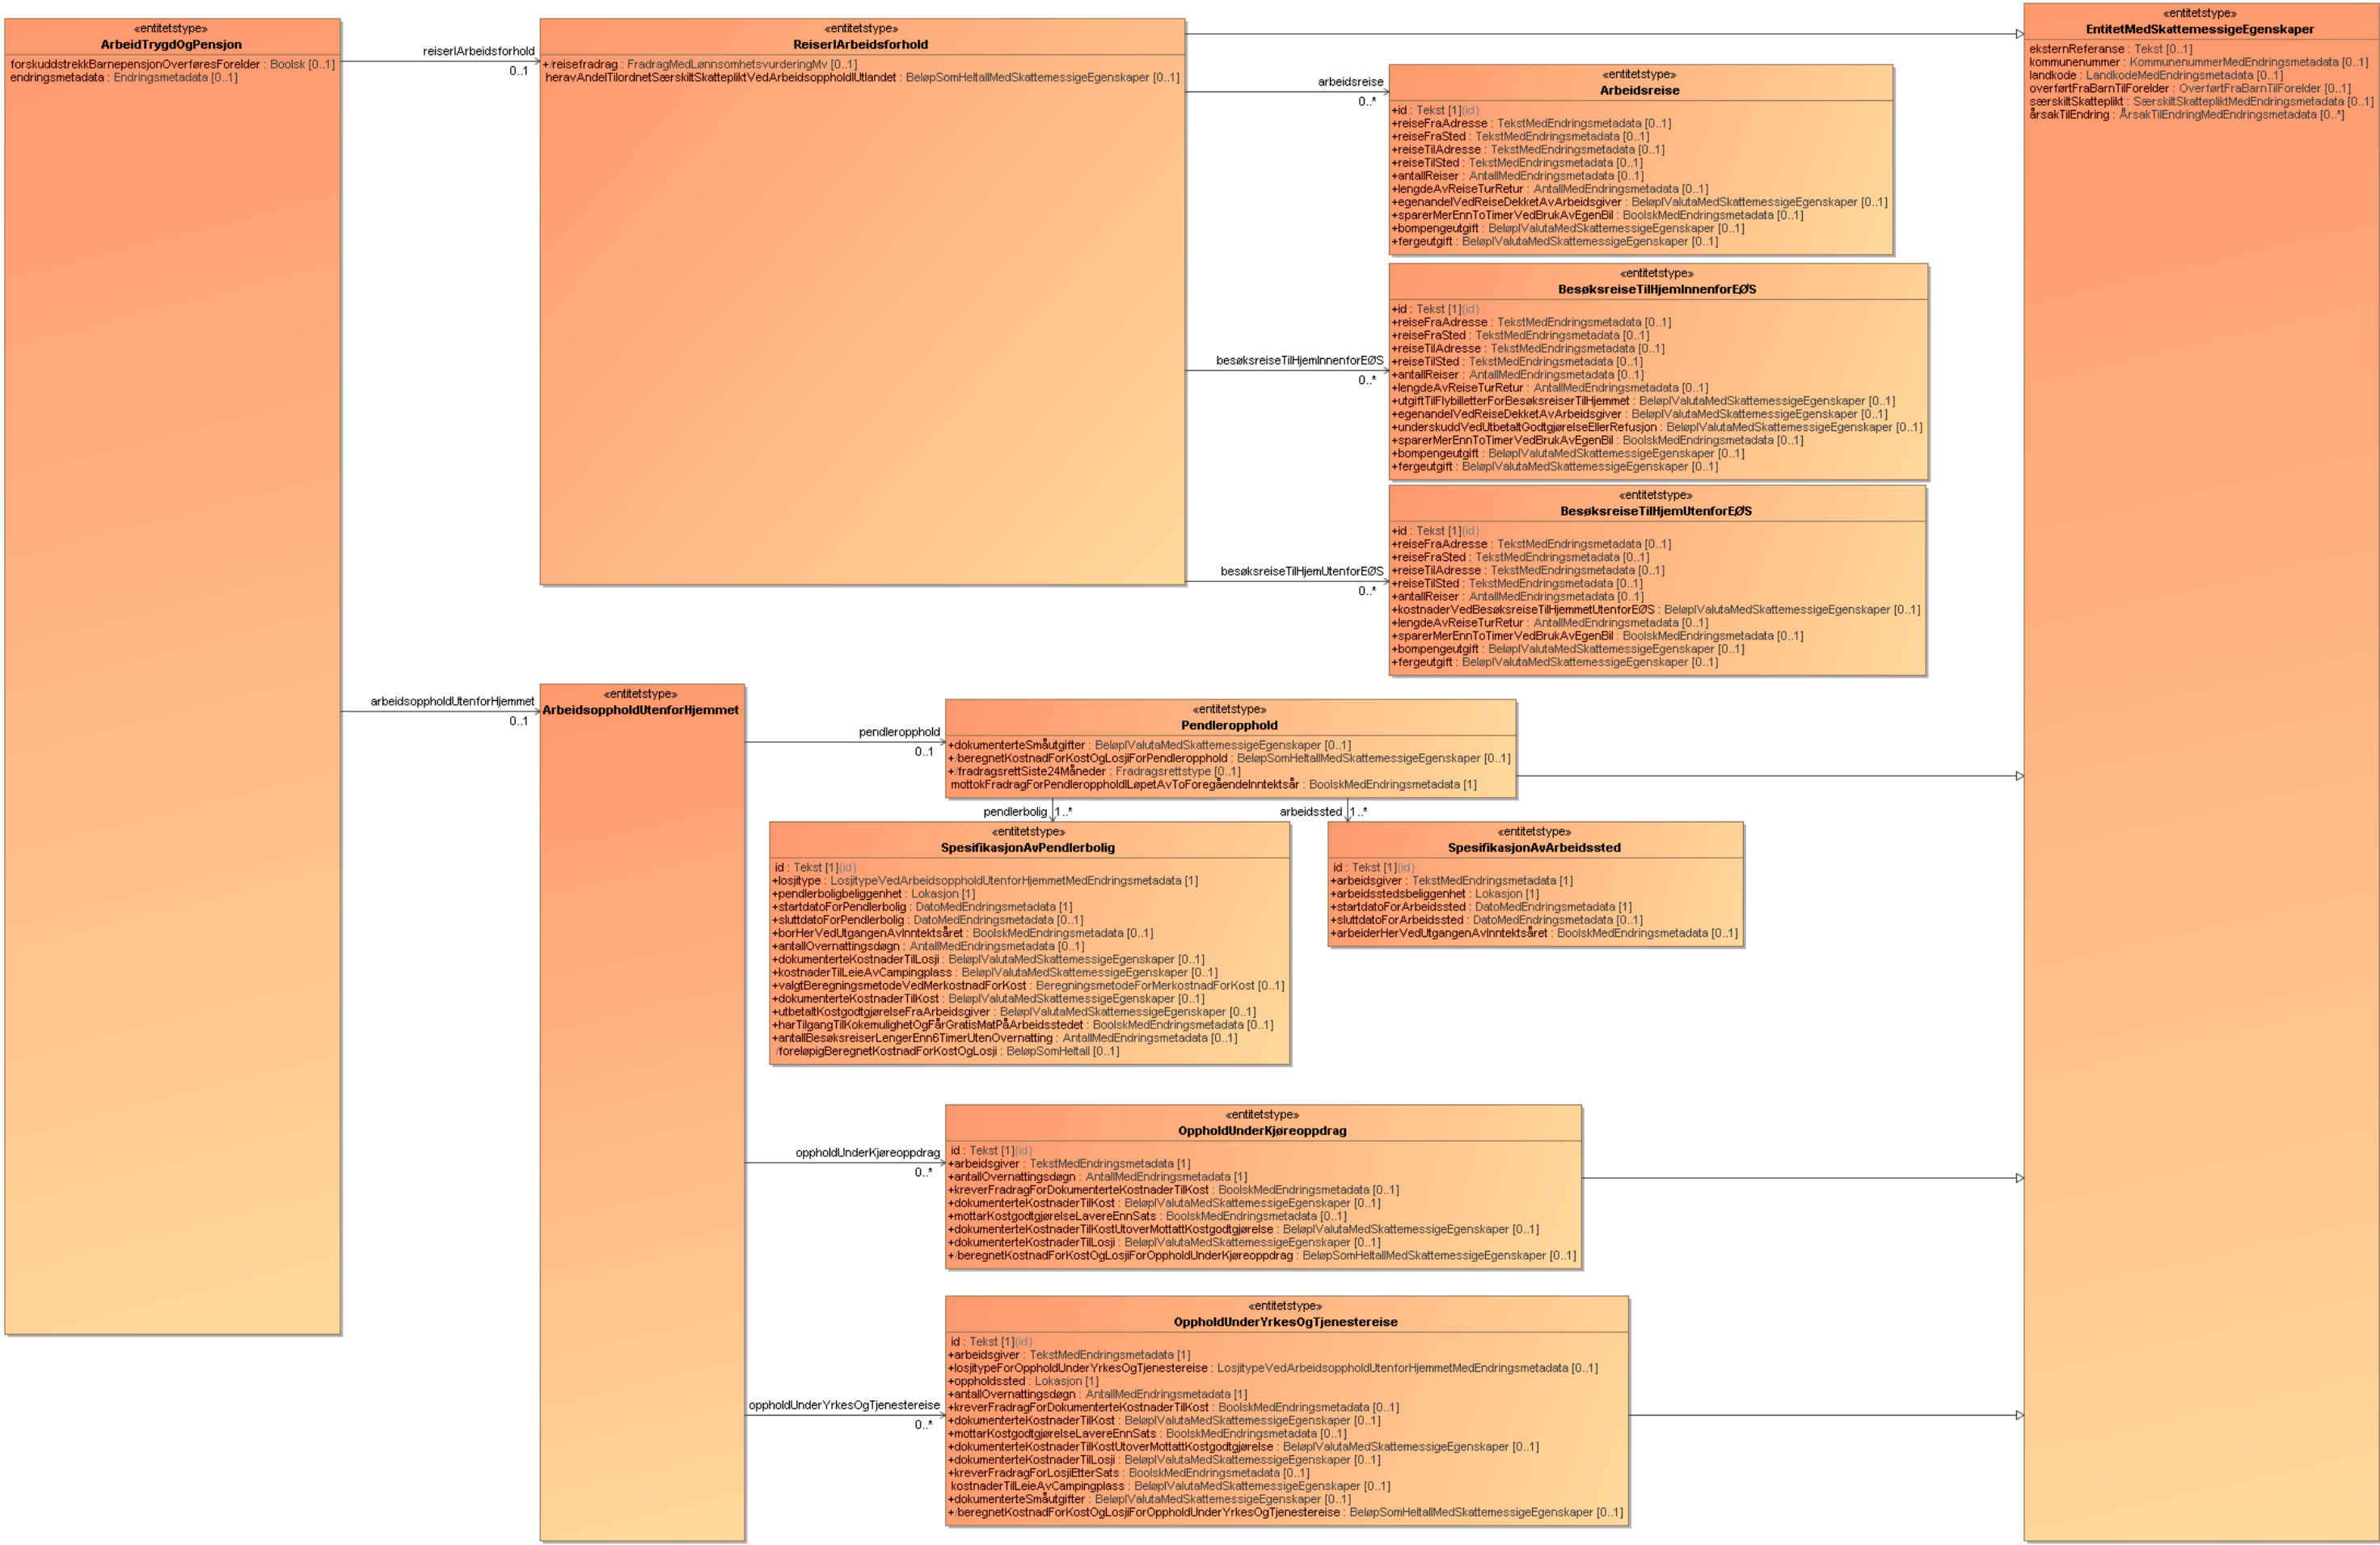 «entitetstype»
ArbeidTrygdOgPensjon
forskuddstrekkBarnepensjonOverføresForelder : Boolsk [0..1]
endringsmetadata : Endringsmetadata [0..1]
reiserIArbeidsforhold
0..1
«entitetstype»
ReiserIArbeidsforhold
+/reisefradrag : FradragMedLønnsomhetsvurderingMv [0..1]
heravAndelTilordnetSærskiltSkattepliktVedArbeidsoppholdIUtlandet : BeløpSomHeltallMedSkattemessigeEgenskaper [0..1]
«entitetstype»
EntitetMedSkattemessigeEgenskaper
eksternReferanse : Tekst [0..1]
kommunenummer : KommunenummerMedEndringsmetadata [0..1]
landkode : LandkodeMedEndringsmetadata [0..1]
overførtFraBarnTilForelder : OverførtFraBarnTilForelder [0..1]
særskiltSkatteplikt : SærskiltSkattepliktMedEndringsmetadata [0..1]
årsakTilEndring : ÅrsakTilEndringMedEndringsmetadata [0..*]
arbeidsreise
0..*
«entitetstype»
Arbeidsreise
+id : Tekst [1]{id}
+reiseFraAdresse : TekstMedEndringsmetadata [0..1]
+reiseFraSted : TekstMedEndringsmetadata [0..1]
+reiseTilAdresse : TekstMedEndringsmetadata [0..1]
+reiseTilSted : TekstMedEndringsmetadata [0..1]
+antallReiser : AntallMedEndringsmetadata [0..1]
+lengdeAvReiseTurRetur : AntallMedEndringsmetadata [0..1]
+egenandelVedReiseDekketAvArbeidsgiver : BeløpIValutaMedSkattemessigeEgenskaper [0..1]
+sparerMerEnnToTimerVedBrukAvEgenBil : BoolskMedEndringsmetadata [0..1]
+bompengeutgift : BeløpIValutaMedSkattemessigeEgenskaper [0..1]
+fergeutgift : BeløpIValutaMedSkattemessigeEgenskaper [0..1]
besøksreiseTilHjemInnenforEØS
0..*
«entitetstype»
BesøksreiseTilHjemInnenforEØS
+id : Tekst [1]{id}
+reiseFraAdresse : TekstMedEndringsmetadata [0..1]
+reiseFraSted : TekstMedEndringsmetadata [0..1]
+reiseTilAdresse : TekstMedEndringsmetadata [0..1]
+reiseTilSted : TekstMedEndringsmetadata [0..1]
+antallReiser : AntallMedEndringsmetadata [0..1]
+lengdeAvReiseTurRetur : AntallMedEndringsmetadata [0..1]
+utgiftTilFlybilletterForBesøksreiserTilHjemmet : BeløpIValutaMedSkattemessigeEgenskaper [0..1]
+egenandelVedReiseDekketAvArbeidsgiver : BeløpIValutaMedSkattemessigeEgenskaper [0..1]
+underskuddVedUtbetaltGodtgjørelseEllerRefusjon : BeløpIValutaMedSkattemessigeEgenskaper [0..1]
+sparerMerEnnToTimerVedBrukAvEgenBil : BoolskMedEndringsmetadata [0..1]
+bompengeutgift : BeløpIValutaMedSkattemessigeEgenskaper [0..1]
+fergeutgift : BeløpIValutaMedSkattemessigeEgenskaper [0..1]
besøksreiseTilHjemUtenforEØS
0..*
«entitetstype»
BesøksreiseTilHjemUtenforEØS
+id : Tekst [1]{id}
+reiseFraAdresse : TekstMedEndringsmetadata [0..1]
+reiseFraSted : TekstMedEndringsmetadata [0..1]
+reiseTilAdresse : TekstMedEndringsmetadata [0..1]
+reiseTilSted : TekstMedEndringsmetadata [0..1]
+antallReiser : AntallMedEndringsmetadata [0..1]
+kostnaderVedBesøksreiseTilHjemmetUtenforEØS : BeløpIValutaMedSkattemessigeEgenskaper [0..1]
+lengdeAvReiseTurRetur : AntallMedEndringsmetadata [0..1]
+sparerMerEnnToTimerVedBrukAvEgenBil : BoolskMedEndringsmetadata [0..1]
+bompengeutgift : BeløpIValutaMedSkattemessigeEgenskaper [0..1]
+fergeutgift : BeløpIValutaMedSkattemessigeEgenskaper [0..1]
arbeidsoppholdUtenforHjemmet
0..1
«entitetstype»
ArbeidsoppholdUtenforHjemmet
pendleropphold
0..1
«entitetstype»
Pendleropphold
+dokumenterteSmåutgifter : BeløpIValutaMedSkattemessigeEgenskaper [0..1]
+/beregnetKostnadForKostOgLosjiForPendleropphold : BeløpSomHeltallMedSkattemessigeEgenskaper [0..1]
+/fradragsrettSiste24Måneder : Fradragsrettstype [0..1]
mottokFradragForPendleroppholdILøpetAvToForegåendeInntektsår : BoolskMedEndringsmetadata [1]
pendlerbolig 1..*
arbeidssted 1..*
«entitetstype»
SpesifikasjonAvPendlerbolig
id : Tekst [1]{id}
+losjitype : LosjitypeVedArbeidsoppholdUtenforHjemmetMedEndringsmetadata [1]
+pendlerboligbeliggenhet : Lokasjon [1]
+startdatoForPendlerbolig : DatoMedEndringsmetadata [1]
+sluttdatoForPendlerbolig : DatoMedEndringsmetadata [0..1]
+borHerVedUtgangenAvInntektsåret : BoolskMedEndringsmetadata [0..1]
+antallOvernattingsdøgn : AntallMedEndringsmetadata [0..1]
+dokumenterteKostnaderTilLosji : BeløpIValutaMedSkattemessigeEgenskaper [0..1]
+kostnaderTilLeieAvCampingplass : BeløpIValutaMedSkattemessigeEgenskaper [0..1]
+valgtBeregningsmetodeVedMerkostnadForKost : BeregningsmetodeForMerkostnadForKost [0..1]
+dokumenterteKostnaderTilKost : BeløpIValutaMedSkattemessigeEgenskaper [0..1]
+utbetaltKostgodtgjørelseFraArbeidsgiver : BeløpIValutaMedSkattemessigeEgenskaper [0..1]
+harTilgangTilKokemulighetOgFårGratisMatPåArbeidsstedet : BoolskMedEndringsmetadata [0..1]
+antallBesøksreiserLengerEnn6TimerUtenOvernatting : AntallMedEndringsmetadata [0..1]
/foreløpigBeregnetKostnadForKostOgLosji : BeløpSomHeltall [0..1]
«entitetstype»
SpesifikasjonAvArbeidssted
id : Tekst [1]{id}
+arbeidsgiver : TekstMedEndringsmetadata [1]
+arbeidsstedsbeliggenhet : Lokasjon [1]
+startdatoForArbeidssted : DatoMedEndringsmetadata [1]
+sluttdatoForArbeidssted : DatoMedEndringsmetadata [0..1]
+arbeiderHerVedUtgangenAvInntektsåret : BoolskMedEndringsmetadata [0..1]
oppholdUnderKjøreoppdrag
0..*
«entitetstype»
OppholdUnderKjøreoppdrag
id : Tekst [1]{id}
+arbeidsgiver : TekstMedEndringsmetadata [1]
+antallOvernattingsdøgn : AntallMedEndringsmetadata [1]
+kreverFradragForDokumenterteKostnaderTilKost : BoolskMedEndringsmetadata [0..1]
+dokumenterteKostnaderTilKost : BeløpIValutaMedSkattemessigeEgenskaper [0..1]
+mottarKostgodtgjørelseLavereEnnSats : BoolskMedEndringsmetadata [0..1]
+dokumenterteKostnaderTilKostUtoverMottattKostgodtgjørelse : BeløpIValutaMedSkattemessigeEgenskaper [0..1]
+dokumenterteKostnaderTilLosji : BeløpIValutaMedSkattemessigeEgenskaper [0..1]
+/beregnetKostnadForKostOgLosjiForOppholdUnderKjøreoppdrag : BeløpSomHeltallMedSkattemessigeEgenskaper [0..1]
oppholdUnderYrkesOgTjenestereise
0..*
«entitetstype»
OppholdUnderYrkesOgTjenestereise
id : Tekst [1]{id}
+arbeidsgiver : TekstMedEndringsmetadata [1]
+losjitypeForOppholdUnderYrkesOgTjenestereise : LosjitypeVedArbeidsoppholdUtenforHjemmetMedEndringsmetadata [0..1]
+oppholdssted : Lokasjon [1]
+antallOvernattingsdøgn : AntallMedEndringsmetadata [1]
+kreverFradragForDokumenterteKostnaderTilKost : BoolskMedEndringsmetadata [0..1]
+dokumenterteKostnaderTilKost : BeløpIValutaMedSkattemessigeEgenskaper [0..1]
+mottarKostgodtgjørelseLavereEnnSats : BoolskMedEndringsmetadata [0..1]
+dokumenterteKostnaderTilKostUtoverMottattKostgodtgjørelse : BeløpIValutaMedSkattemessigeEgenskaper [0..1]
+dokumenterteKostnaderTilLosji : BeløpIValutaMedSkattemessigeEgenskaper [0..1]
+kreverFradragForLosjiEtterSats : BoolskMedEndringsmetadata [0..1]
kostnaderTilLeieAvCampingplass : BeløpIValutaMedSkattemessigeEgenskaper [0..1]
+dokumenterteSmåutgifter : BeløpIValutaMedSkattemessigeEgenskaper [0..1]
+/beregnetKostnadForKostOgLosjiForOppholdUnderYrkesOgTjenestereise : BeløpSomHeltallMedSkattemessigeEgenskaper [0..1]